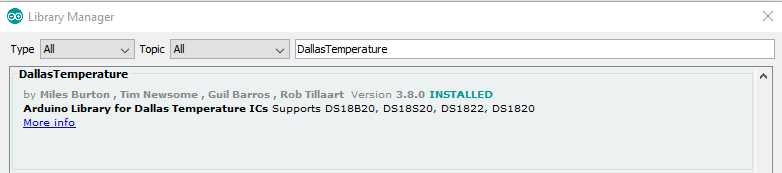 Library Manager
Type All Topic All DallasTemperature
DallasTemperature
by Miles Burton , Tim Newsome , Guil Barros , Rob Tillaart Version 3.8.0 INSTALLED
Arduino Library for Dallas Temperature ICs Supports DS18B20, DS18S20, DS1822, DS1820
More info